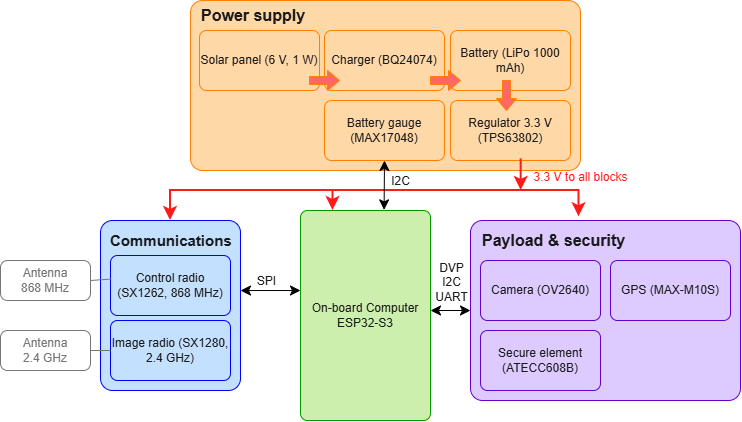 Power supply
Solar panel (6 V, 1 W)
Charger (BQ24074)
Battery (LiPo 1000
mAh)
Battery gauge
(MAX17048)
Regulator 3.3 V
(TPS63802)
I2C
3.3 V to all blocks
Communications
Antenna
868 MHz
Control radio
(SX1262, 868 MHz)
Antenna
2.4 GHz
Image radio (SX1280,
2.4 GHz)
SPI
On-board Computer
ESP32-S3
DVP
I2C
UART
Payload & security
Camera (OV2640)
GPS (MAX-M10S)
Secure element
(ATECC608B)